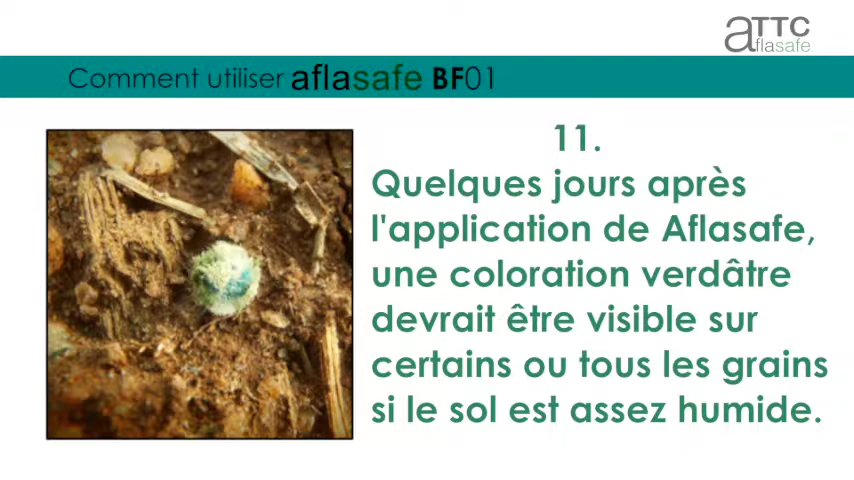 aTTC
aflasafe
Comment utiliser aflasafe BF01
11.
Quelques jours après
l'application de Aflasafe,
une coloration verdâtre
devrait être visible sur
certains ou tous les grains
si le sol est assez humide.